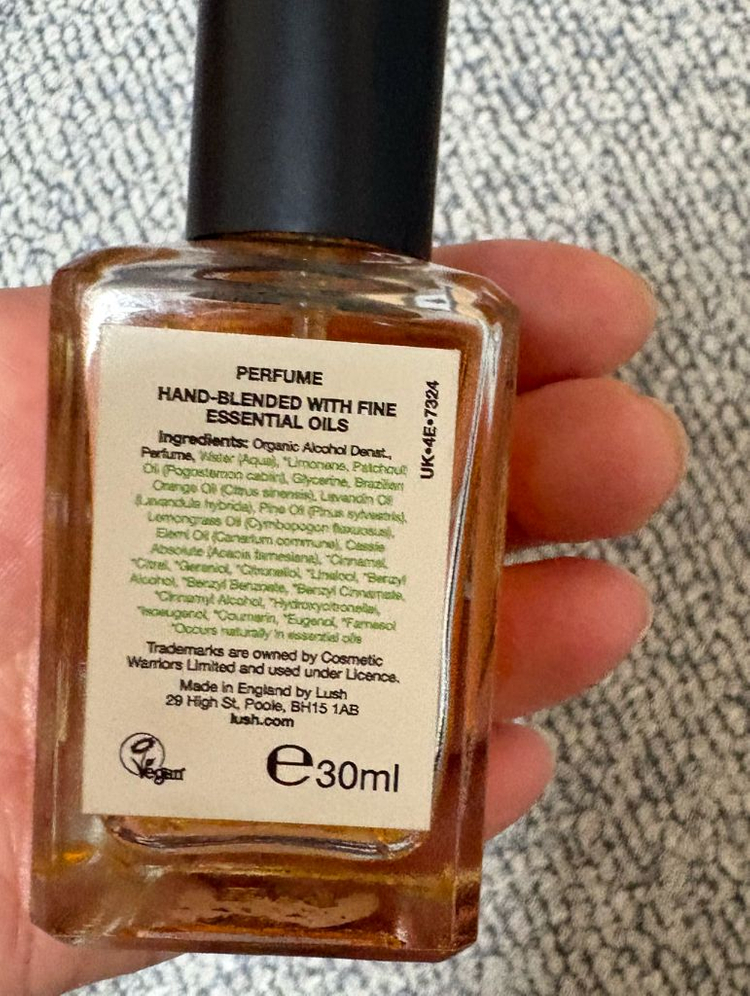 PERFUME
HAND-BLENDED WITH FINE
ESSENTIAL OILS
Ingredients: Organic Alcohol Denat.,
Perfume, Water (Aqua), *Limonene, Patchouli
Oil (Pogostemon cablin), Glycerine, Brazilian
Orange Oil (Citrus sinensis), Lavandin Oil
(Lavandula hybrida), Pine Oil (Pinus sylvestris),
Lemongrass Oil (Cymbopogon flexuosus),
Elemi Oil (Canarium commune), Cassie
Absolute (Acacia farnesiana), *Cinnamal,
*Citral, *Geraniol, *Citronellol, *Linalool, *Benzyl
Alcohol, *Benzyl Benzoate, *Benzyl Cinnamate,
*Cinnamyl Alcohol, *Hydroxycitronellal,
*Isoeugenol, *Coumarin, *Eugenol, *Farnesol
*Occurs naturally in essential oils
Trademarks are owned by Cosmetic
Warriors Limited and used under Licence.
Made in England by Lush
29 High St, Poole, BH15 1AB
lush.com
Vegan
℮30ml
UK•4E•7324